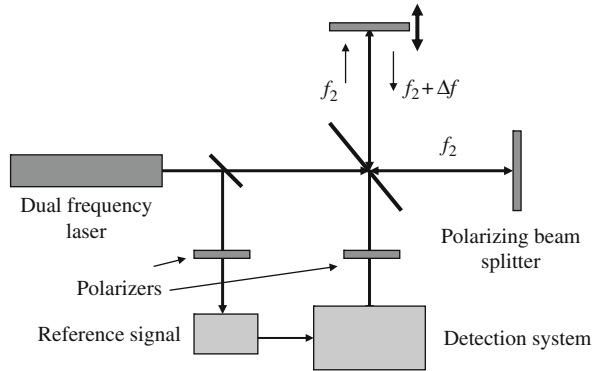 f₂
f₂ + Δf
f₂
Dual frequency
laser
Polarizing beam
splitter
Polarizers
Reference signal
Detection system